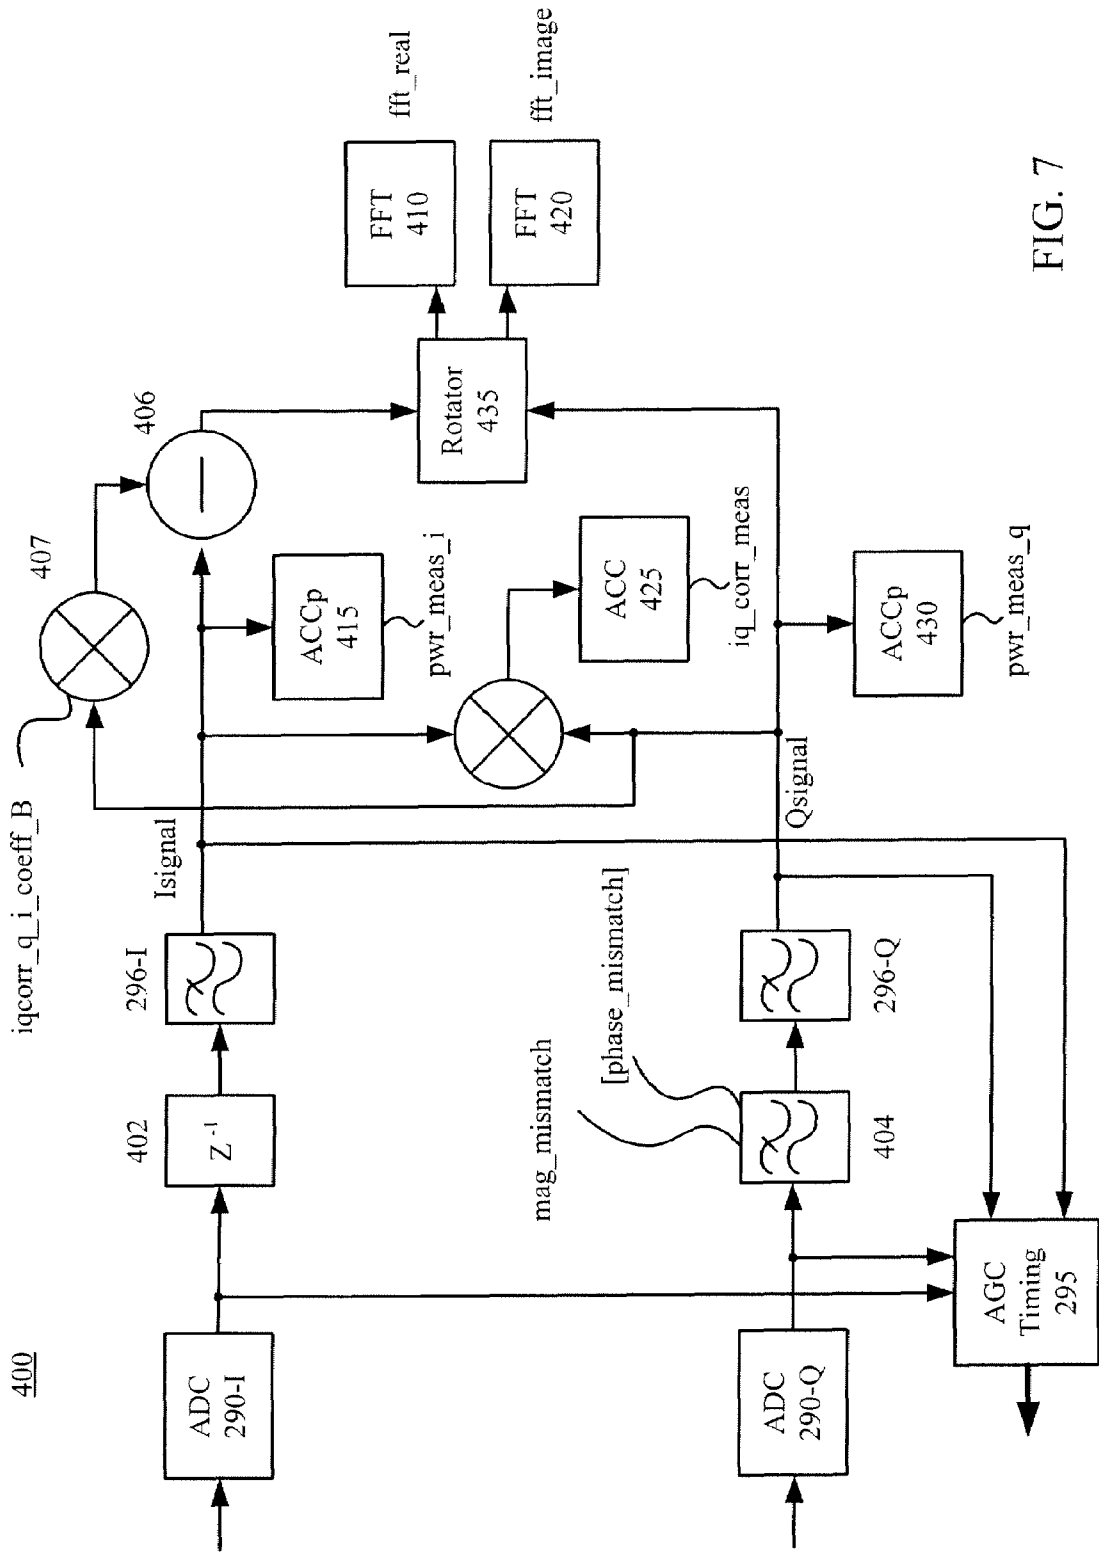 400
ADC
290-I
402
Z⁻¹
296-I
Isignal
iqcorr_q_i_coeff_B
407
406
ACCp
415
pwr_meas_i
ACC
425
iq_corr_meas
Rotator
435
FFT
410
fft_real
FFT
420
fft_image
ADC
290-Q
mag_mismatch
[phase_mismatch]
404
296-Q
Qsignal
ACCp
430
pwr_meas_q
AGC
Timing
295
FIG. 7